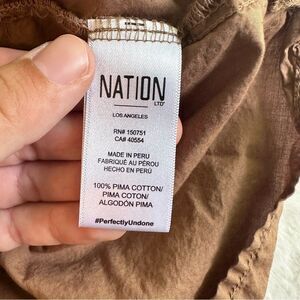 NATION
LTD
LOS ANGELES
RN# 150751
CA# 40554
MADE IN PERU
FABRIQUÉ AU PÉROU
HECHO EN PERÚ
100% PIMA COTTON/
PIMA COTON/
ALGODÓN PIMA
#PerfectlyUndone